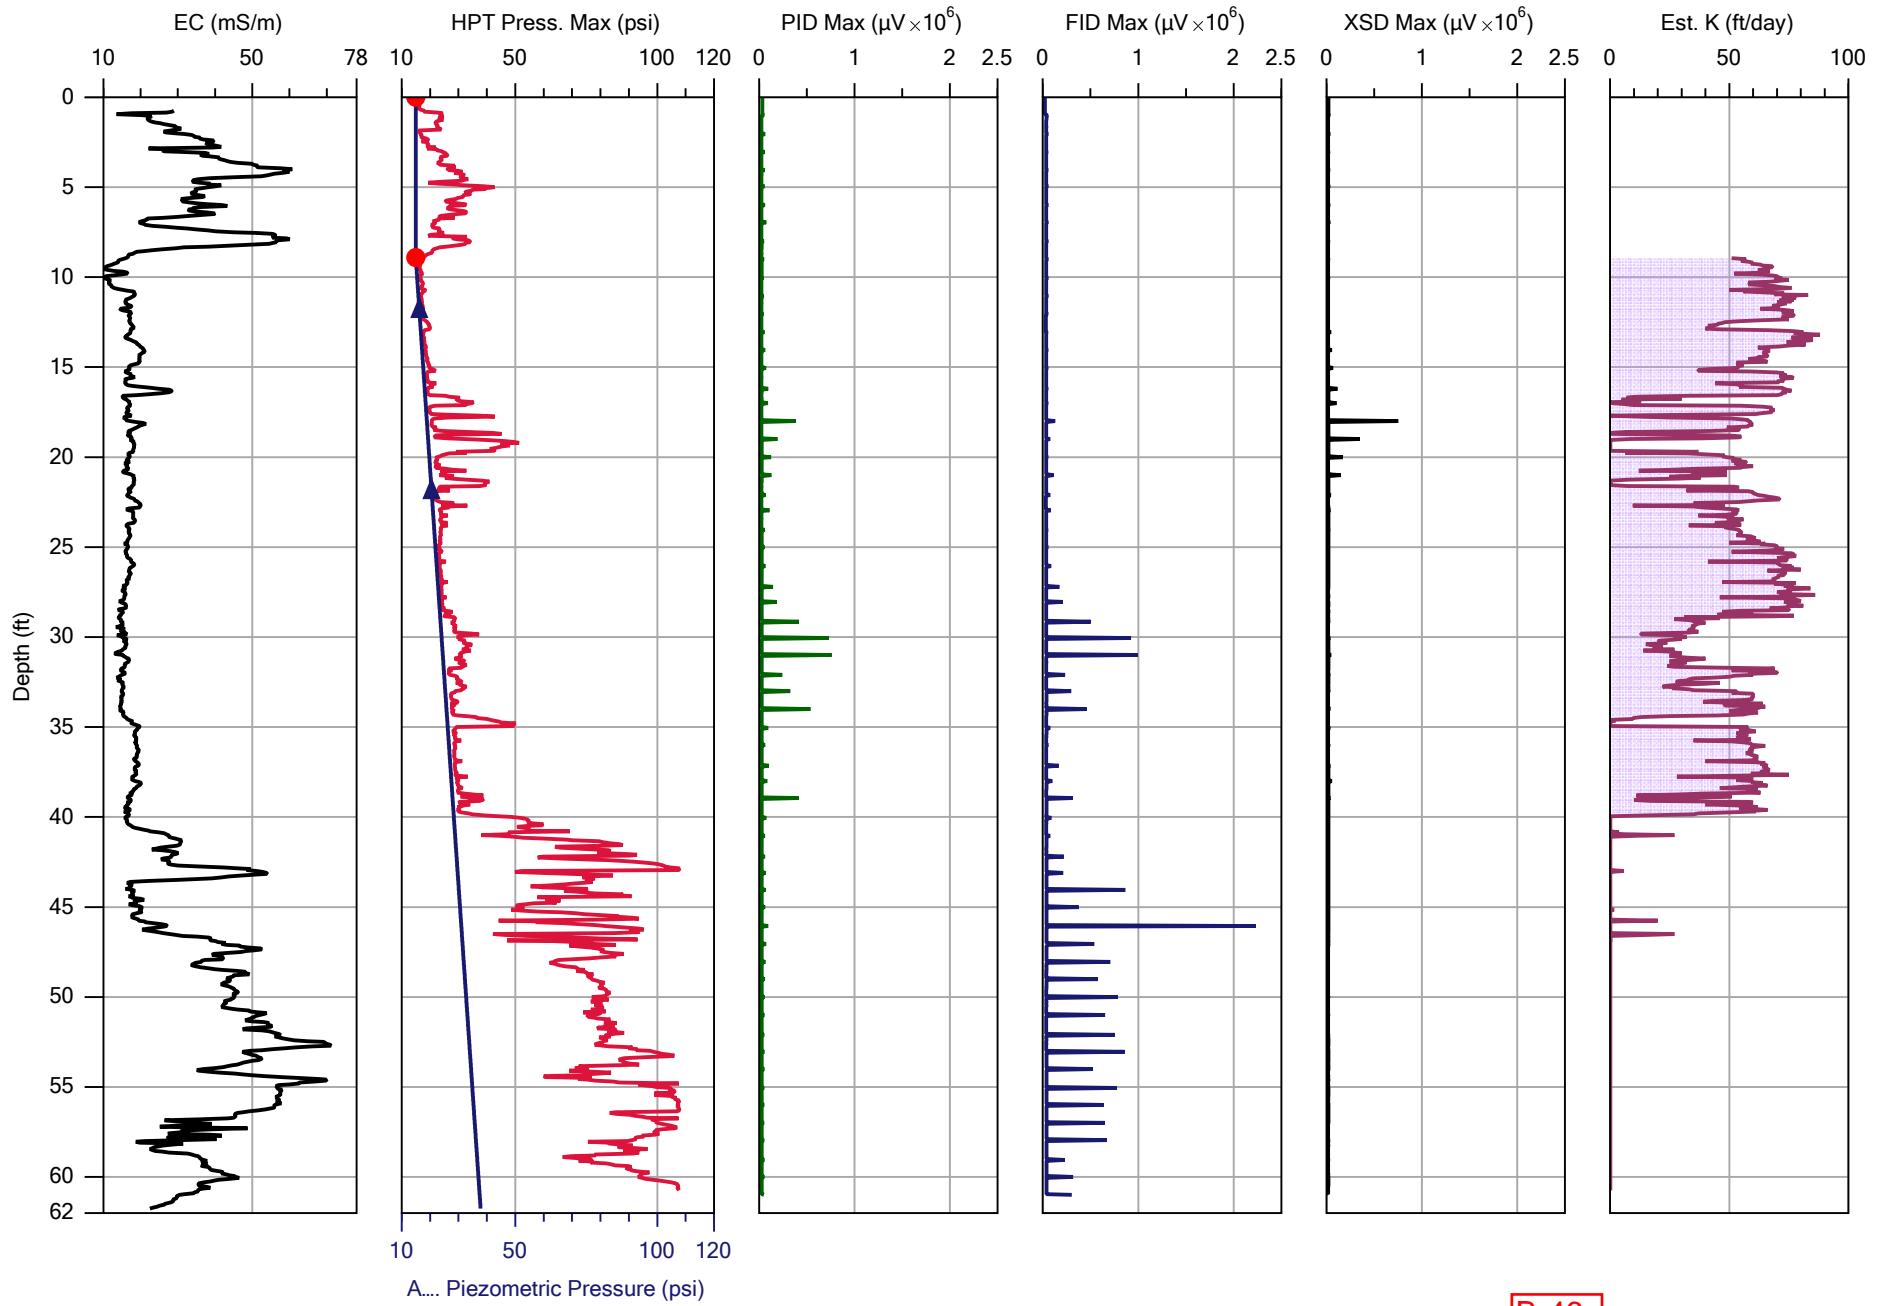 EC (mS/m) HPT Press. Max (psi) PID Max (µV ×10⁶) FID Max (µV ×10⁶) XSD Max (µV ×10⁶) Est. K (ft/day)
10 50 78 10 50 100 120 0 1 2 2.5 0 1 2 2.5 0 1 2 2.5 0 50 100
0
5
10
15
20
25
30
35
40
45
50
55
60
62
Depth (ft)
10 50 100 120
A.... Piezometric Pressure (psi)